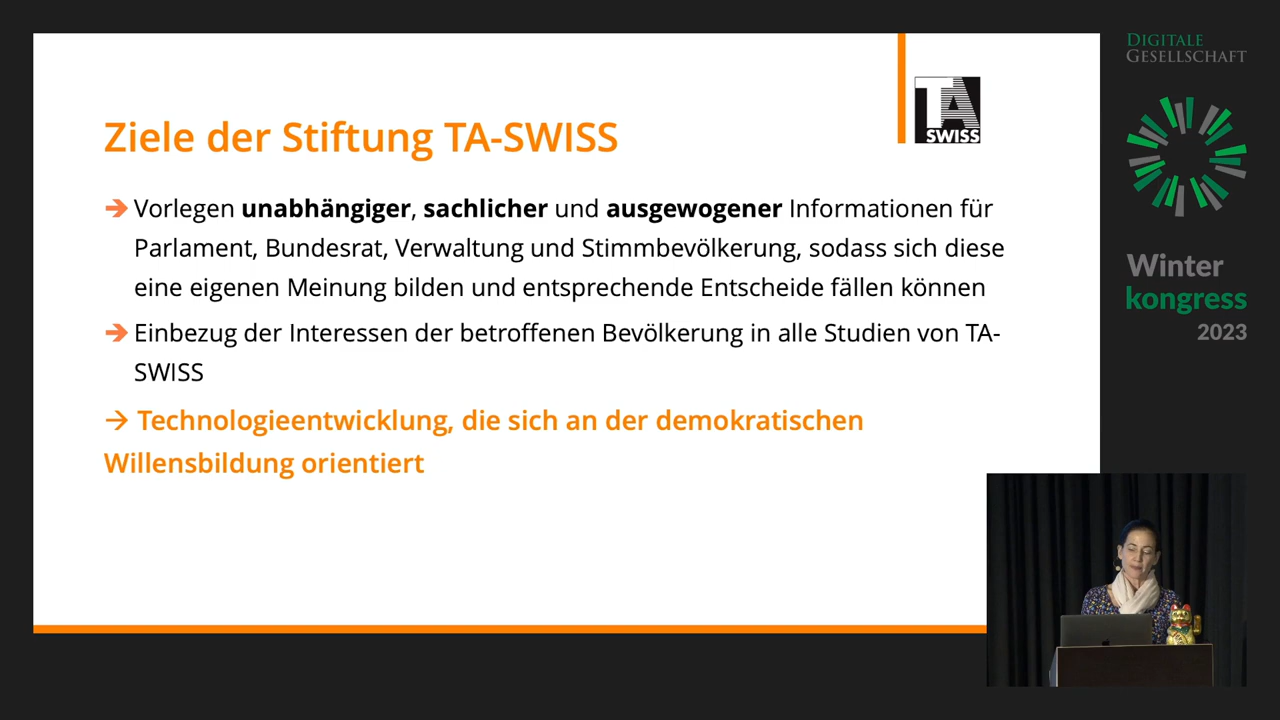 Ziele der Stiftung TA-SWISS
TA
SWISS
➔ Vorlegen unabhängiger, sachlicher und ausgewogener Informationen für
Parlament, Bundesrat, Verwaltung und Stimmbevölkerung, sodass sich diese
eine eigenen Meinung bilden und entsprechende Entscheide fällen können
➔ Einbezug der Interessen der betroffenen Bevölkerung in alle Studien von TA-
SWISS
→ Technologieentwicklung, die sich an der demokratischen
Willensbildung orientiert
DIGITALE
GESELLSCHAFT
Winter
kongress
2023